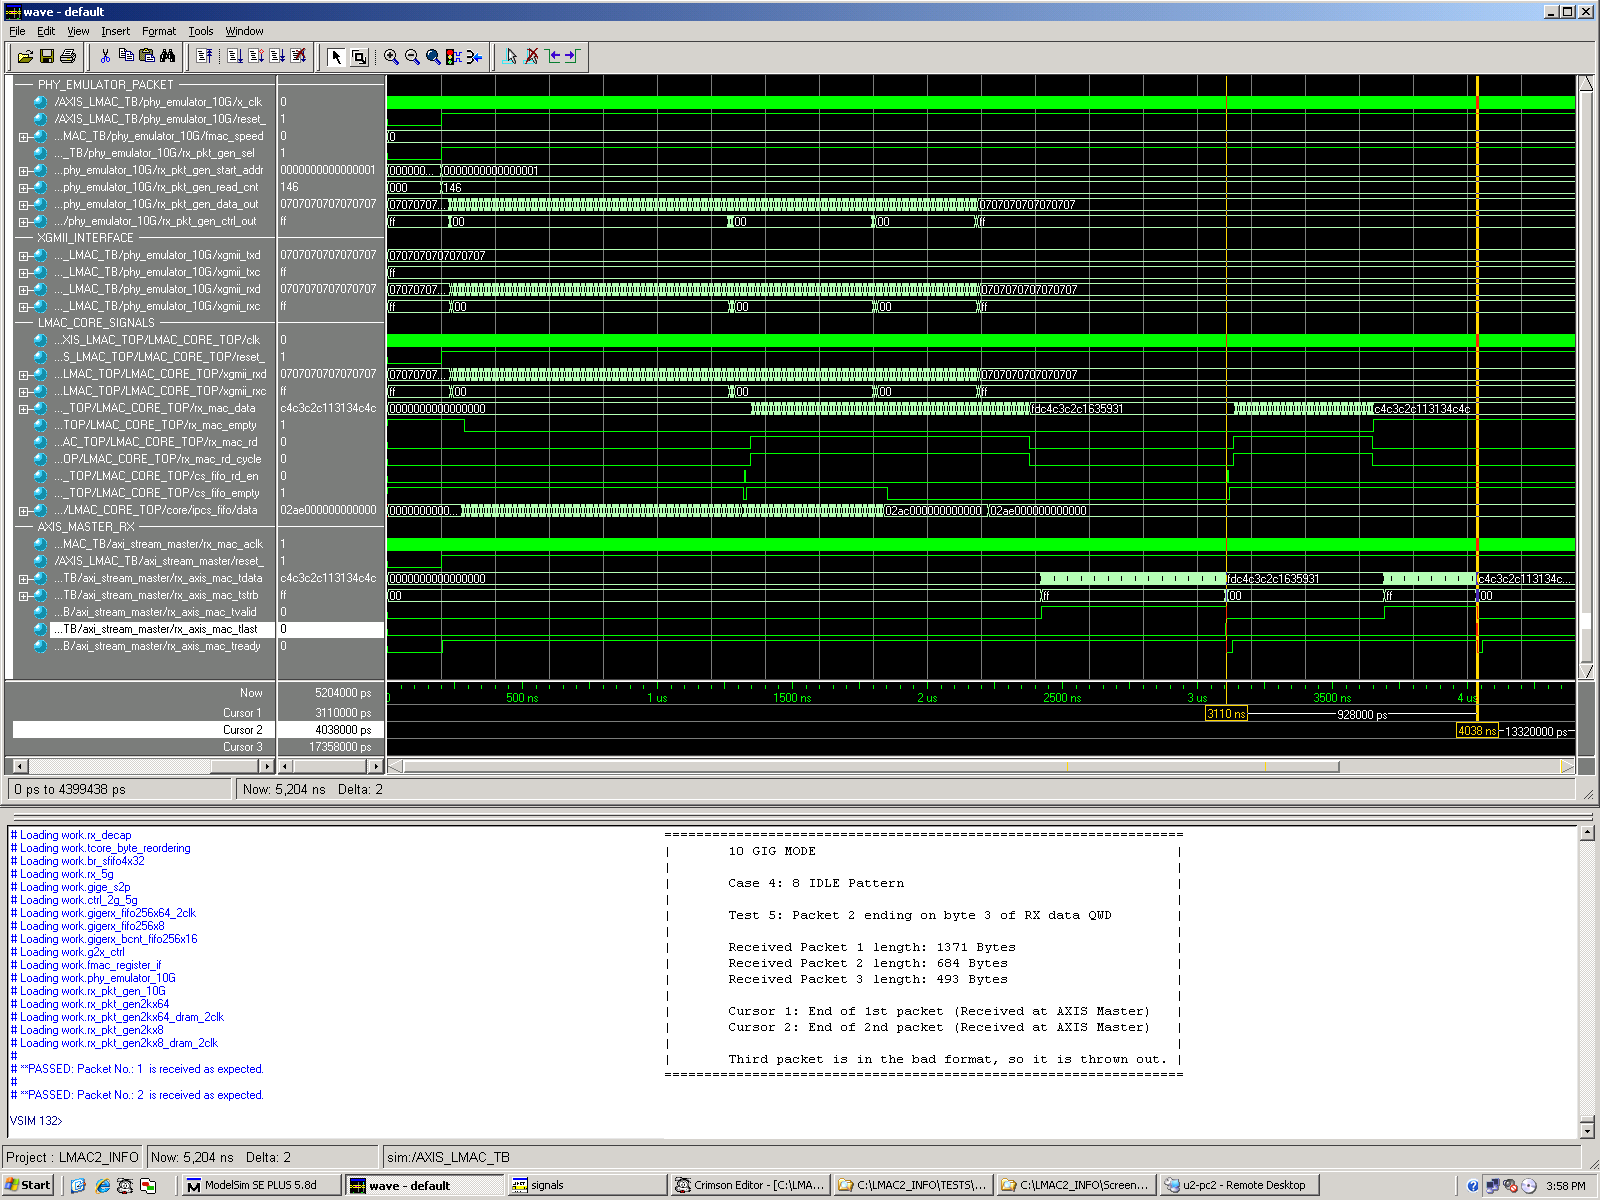 wave - default
File Edit View Insert Format Tools Window
PHY_EMULATOR_PACKET
/AXIS_LMAC_TB/phy_emulator_10G/x_clk 0
/AXIS_LMAC_TB/phy_emulator_10G/reset_ 1
...MAC_TB/phy_emulator_10G/fmac_speed 0 0
..._TB/phy_emulator_10G/rx_pkt_gen_sel 1
...phy_emulator_10G/rx_pkt_gen_start_addr 0000000000000001 000000... 0000000000000001
...phy_emulator_10G/rx_pkt_gen_read_cnt 146 000 146
...phy_emulator_10G/rx_pkt_gen_data_out 0707070707070707 07070707... 0707070707070707
.../phy_emulator_10G/rx_pkt_gen_ctrl_out ff ff 00 00 00 ff
XGMII_INTERFACE
..._LMAC_TB/phy_emulator_10G/xgmii_txd 0707070707070707 0707070707070707
..._LMAC_TB/phy_emulator_10G/xgmii_txc ff ff
..._LMAC_TB/phy_emulator_10G/xgmii_rxd 0707070707070707 07070707... 0707070707070707
..._LMAC_TB/phy_emulator_10G/xgmii_rxc ff ff 00 00 00 ff
LMAC_CORE_SIGNALS
...XIS_LMAC_TOP/LMAC_CORE_TOP/clk 0
...S_LMAC_TOP/LMAC_CORE_TOP/reset_ 1
...LMAC_TOP/LMAC_CORE_TOP/xgmii_rxd 0707070707070707 07070707... 0707070707070707
...LMAC_TOP/LMAC_CORE_TOP/xgmii_rxc ff ff 00 00 00 ff
..._TOP/LMAC_CORE_TOP/rx_mac_data c4c3c2c113134c4c 0000000000000000 fdc4c3c2c1635931 c4c3c2c113134c4c
...TOP/LMAC_CORE_TOP/rx_mac_empty 1
...AC_TOP/LMAC_CORE_TOP/rx_mac_rd 0
...OP/LMAC_CORE_TOP/rx_mac_rd_cycle 0
..._TOP/LMAC_CORE_TOP/cs_fifo_rd_en 0
..._TOP/LMAC_CORE_TOP/cs_fifo_empty 1
.../LMAC_CORE_TOP/core/ipcs_fifo/data 02ae000000000000 0000000000... 02ac000000000000 02ae000000000000
AXIS_MASTER_RX
...MAC_TB/axi_stream_master/rx_mac_aclk 1
/AXIS_LMAC_TB/axi_stream_master/reset_ 1
...TB/axi_stream_master/rx_axis_mac_tdata c4c3c2c113134c4c 0000000000000000 fdc4c3c2c1635931 c4c3c2c113134c...
...TB/axi_stream_master/rx_axis_mac_tstrb ff 00 ff 00 ff 00
...B/axi_stream_master/rx_axis_mac_tvalid 0
...TB/axi_stream_master/rx_axis_mac_tlast 0
...B/axi_stream_master/rx_axis_mac_tready 0
Now 5204000 ps 0 500 ns 1 us 1500 ns 2 us 2500 ns 3 us 3500 ns 4 us
Cursor 1 3110000 ps 3110 ns 928000 ps
Cursor 2 4038000 ps 4038 ns 13320000 ps
Cursor 3 17358000 ps
0 ps to 4399438 ps Now: 5,204 ns Delta: 2
# Loading work.rx_decap
# Loading work.tcore_byte_reordering
# Loading work.br_sfifo4x32
# Loading work.rx_5g
# Loading work.gige_s2p
# Loading work.ctrl_2g_5g
# Loading work.gigerx_fifo256x64_2clk
# Loading work.gigerx_fifo256x8
# Loading work.gigerx_bcnt_fifo256x16
# Loading work.g2x_ctrl
# Loading work.fmac_register_if
# Loading work.phy_emulator_10G
# Loading work.rx_pkt_gen_10G
# Loading work.rx_pkt_gen2kx64
# Loading work.rx_pkt_gen2kx64_dram_2clk
# Loading work.rx_pkt_gen2kx8
# Loading work.rx_pkt_gen2kx8_dram_2clk
#
# **PASSED: Packet No.: 1 is received as expected.
#
# **PASSED: Packet No.: 2 is received as expected.
VSIM 132>
10 GIG MODE
Case 4: 8 IDLE Pattern
Test 5: Packet 2 ending on byte 3 of RX data QWD
Received Packet 1 length: 1371 Bytes
Received Packet 2 length: 684 Bytes
Received Packet 3 length: 493 Bytes
Cursor 1: End of 1st packet (Received at AXIS Master)
Cursor 2: End of 2nd packet (Received at AXIS Master)
Third packet is in the bad format, so it is thrown out.
Project : LMAC2_INFO Now: 5,204 ns Delta: 2 sim:/AXIS_LMAC_TB
Start ModelSim SE PLUS 5.8d wave - default signals Crimson Editor - [C:\LMA... C:\LMAC2_INFO\TESTS\... C:\LMAC2_INFO\Screen... u2-pc2 - Remote Desktop 3:58 PM